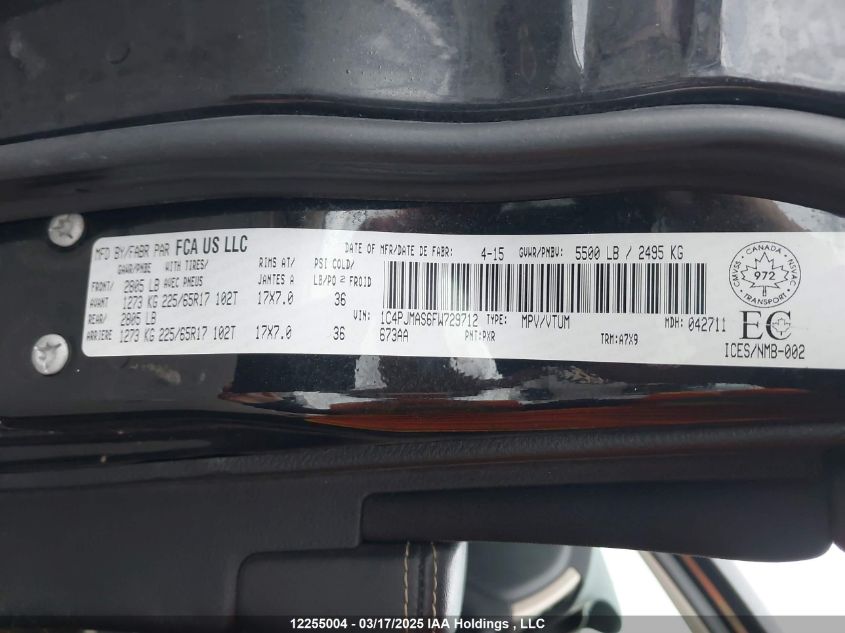 MFD BY/FABR PAR FCA US LLC DATE OF MFR/DATE DE FABR: 4-15 GVWR/PNBV: 5500 LB / 2495 KG
GAWR/PNBE WITH TIRES/ RIMS AT/ PSI COLD/
FRONT/ 2805 LB AVEC PNEUS JANTES A LB/PO 2 FROID
AVANT 1273 KG 225/65R17 102T 17X7.0 36
REAR/ 2805 LB
ARRIERE 1273 KG 225/65R17 102T 17X7.0 36
VIN: 1C4PJMAS6FW729712 TYPE: MPV/VTUM MDH: 042711
673AA PNT:PXR TRM:A7X9
CANADA
CMVSS 972 NSVAC
TRANSPORT
EC
ICES/NMB-002
12255004 - 03/17/2025 IAA Holdings , LLC